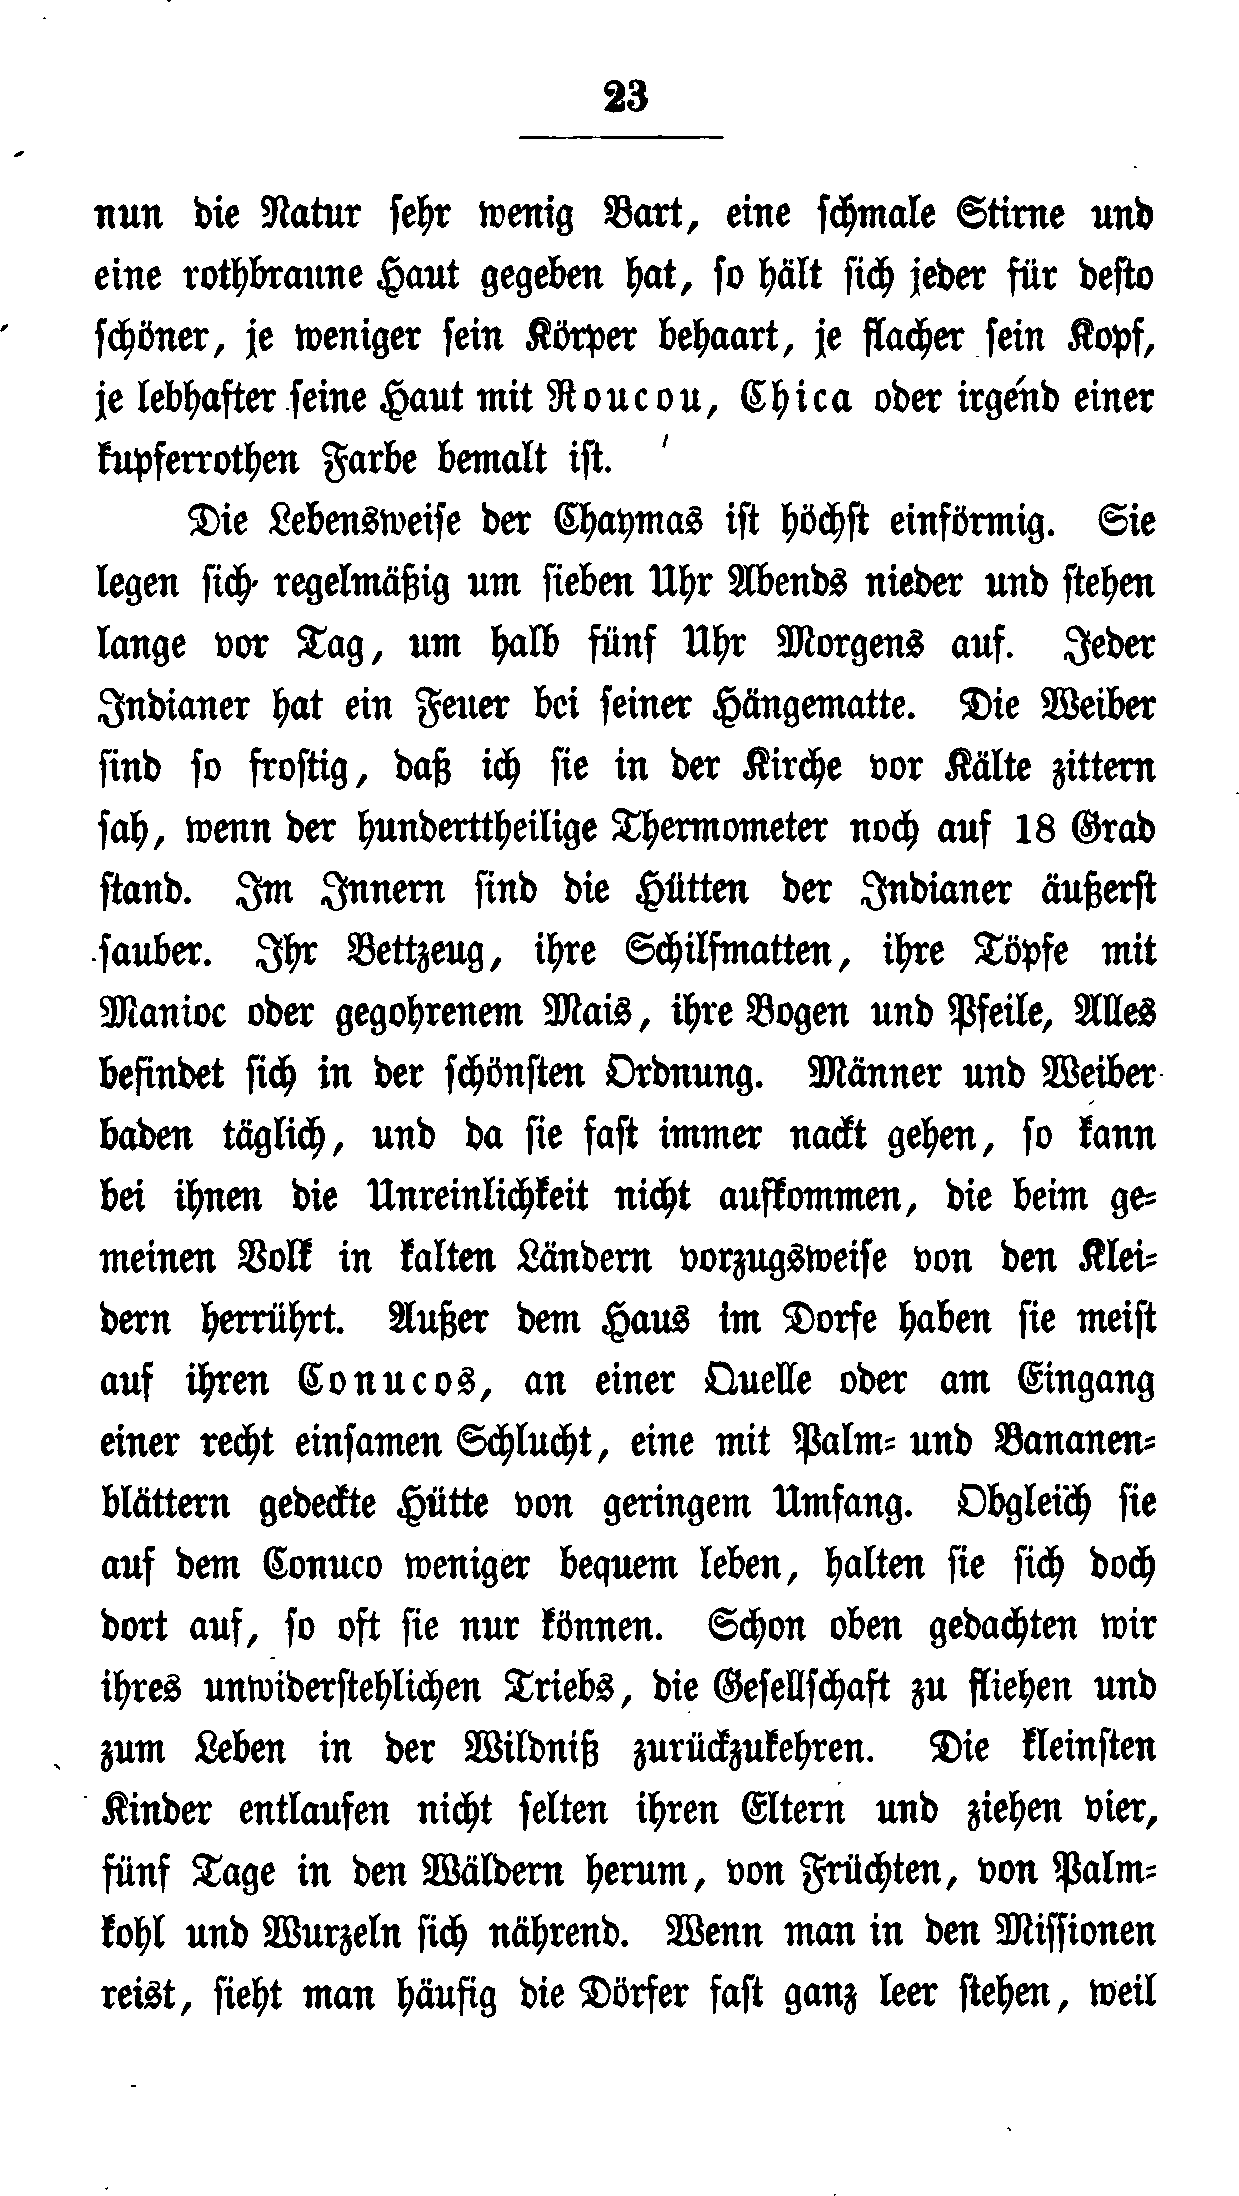 23
nun die Natur sehr wenig Bart, eine schmale Stirne und
eine rothbraune Haut gegeben hat, so hält sich jeder für desto
schöner, je weniger sein Körper behaart, je flacher sein Kopf,
je lebhafter seine Haut mit Roucou, Chica oder irgend einer
kupferrothen Farbe bemalt ist.
Die Lebensweise der Chaymas ist höchst einförmig. Sie
legen sich regelmäßig um sieben Uhr Abends nieder und stehen
lange vor Tag, um halb fünf Uhr Morgens auf. Jeder
Indianer hat ein Feuer bei seiner Hängematte. Die Weiber
sind so frostig, daß ich sie in der Kirche vor Kälte zittern
sah, wenn der hunderttheilige Thermometer noch auf 18 Grad
stand. Im Innern sind die Hütten der Indianer äußerst
sauber. Ihr Bettzeug, ihre Schilfmatten, ihre Töpfe mit
Manioc oder gegohrenem Mais, ihre Bogen und Pfeile, Alles
befindet sich in der schönsten Ordnung. Männer und Weiber
baden täglich, und da sie fast immer nackt gehen, so kann
bei ihnen die Unreinlichkeit nicht aufkommen, die beim ge-
meinen Volk in kalten Ländern vorzugsweise von den Klei-
dern herrührt. Außer dem Haus im Dorfe haben sie meist
auf ihren Conucos, an einer Quelle oder am Eingang
einer recht einsamen Schlucht, eine mit Palm- und Bananen-
blättern gedeckte Hütte von geringem Umfang. Obgleich sie
auf dem Conuco weniger bequem leben, halten sie sich doch
dort auf, so oft sie nur können. Schon oben gedachten wir
ihres unwiderstehlichen Triebs, die Gesellschaft zu fliehen und
zum Leben in der Wildniß zurückzukehren. Die kleinsten
Kinder entlaufen nicht selten ihren Eltern und ziehen vier,
fünf Tage in den Wäldern herum, von Früchten, von Palm-
kohl und Wurzeln sich nährend. Wenn man in den Missionen
reist, sieht man häufig die Dörfer fast ganz leer stehen, weil